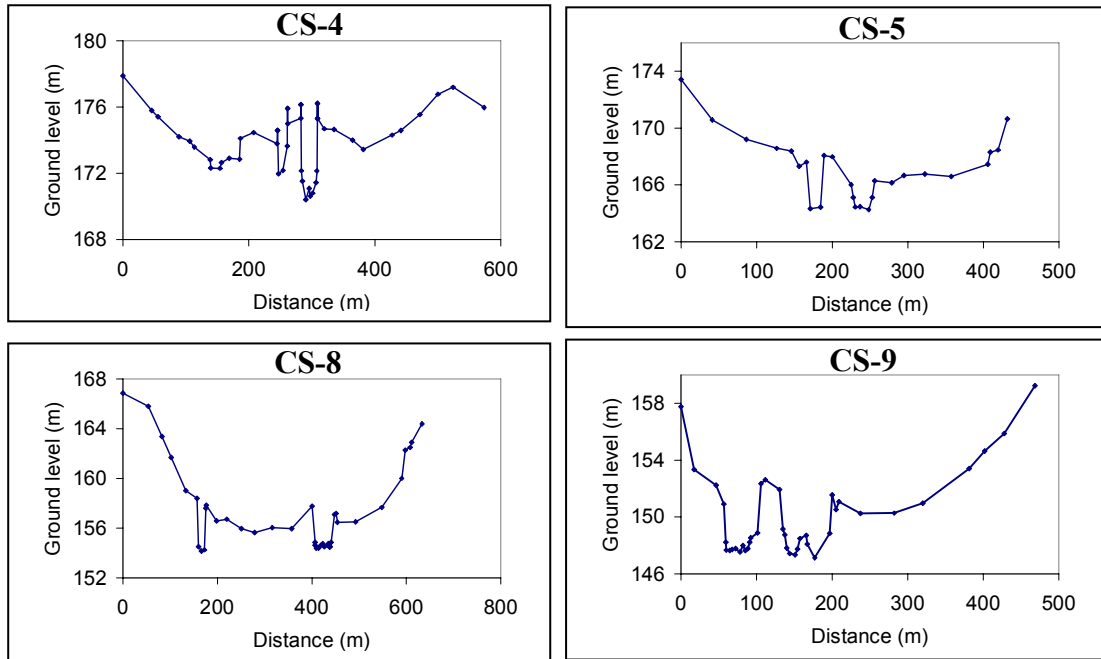 CS-4
Ground level (m)
180
176
172
168
0 200 400 600
Distance (m)
CS-5
Ground level (m)
174
170
166
162
0 100 200 300 400 500
Distance (m)
CS-8
Ground level (m)
168
164
160
156
152
0 200 400 600 800
Distance (m)
CS-9
Ground level (m)
158
154
150
146
0 100 200 300 400 500
Distance (m)